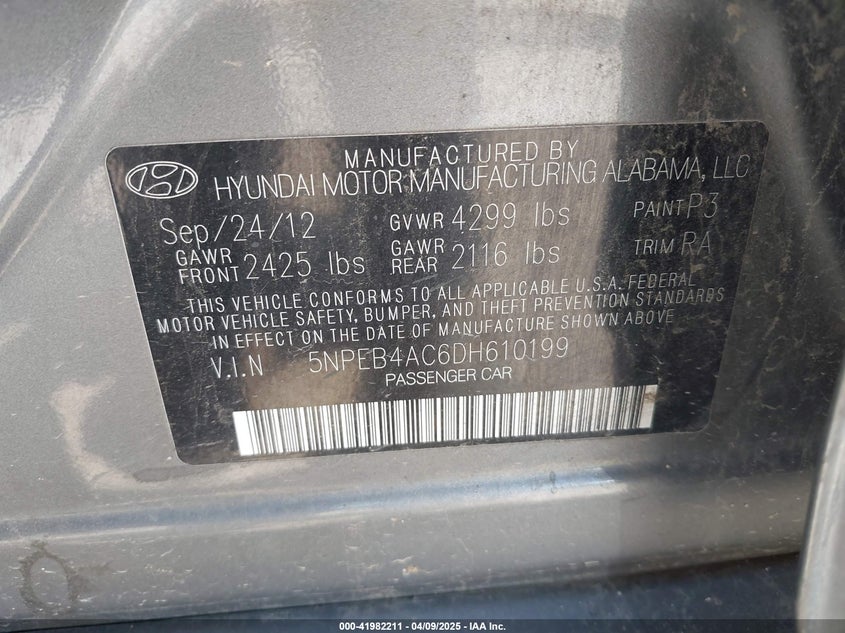 MANUFACTURED BY
HYUNDAI MOTOR MANUFACTURING ALABAMA, LLC
Sep/24/12 GVWR 4299 lbs PAINT P3
GAWR FRONT 2425 lbs GAWR REAR 2116 lbs TRIM RA
THIS VEHICLE CONFORMS TO ALL APPLICABLE U.S.A. FEDERAL
MOTOR VEHICLE SAFETY, BUMPER, AND THEFT PREVENTION STANDARDS
IN EFFECT ON THE DATE OF MANUFACTURE SHOWN ABOVE
V.I.N 5NPEB4AC6DH610199
PASSENGER CAR
000-41982211 - 04/09/2025 - IAA Inc.